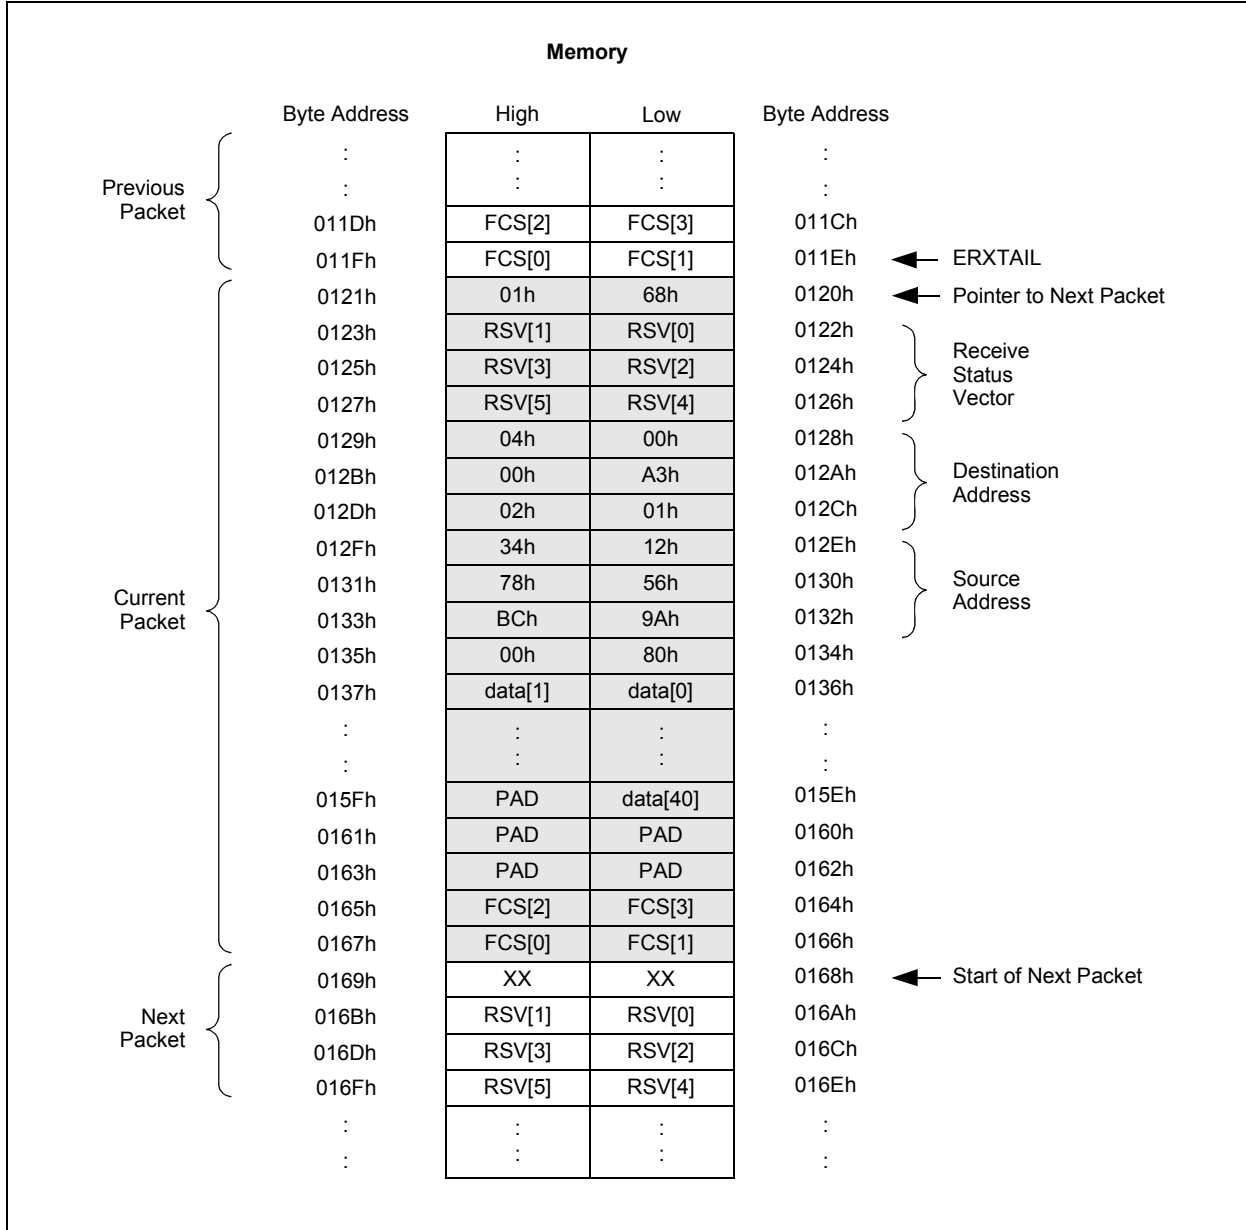 Memory
Byte Address High Low Byte Address
: : : :
: : : :
Previous
Packet
011Dh FCS[2] FCS[3] 011Ch
011Fh FCS[0] FCS[1] 011Eh ERXTAIL
0121h 01h 68h 0120h Pointer to Next Packet
0123h RSV[1] RSV[0] 0122h
0125h RSV[3] RSV[2] 0124h
0127h RSV[5] RSV[4] 0126h
Receive
Status
Vector
0129h 04h 00h 0128h
012Bh 00h A3h 012Ah
012Dh 02h 01h 012Ch
Destination
Address
012Fh 34h 12h 012Eh
0131h 78h 56h 0130h
0133h BCh 9Ah 0132h
Source
Address
Current
Packet
0135h 00h 80h 0134h
0137h data[1] data[0] 0136h
: : : :
: : : :
015Fh PAD data[40] 015Eh
0161h PAD PAD 0160h
0163h PAD PAD 0162h
0165h FCS[2] FCS[3] 0164h
0167h FCS[0] FCS[1] 0166h
0169h XX XX 0168h Start of Next Packet
016Bh RSV[1] RSV[0] 016Ah
Next
Packet
016Dh RSV[3] RSV[2] 016Ch
016Fh RSV[5] RSV[4] 016Eh
: : : :
: : : :